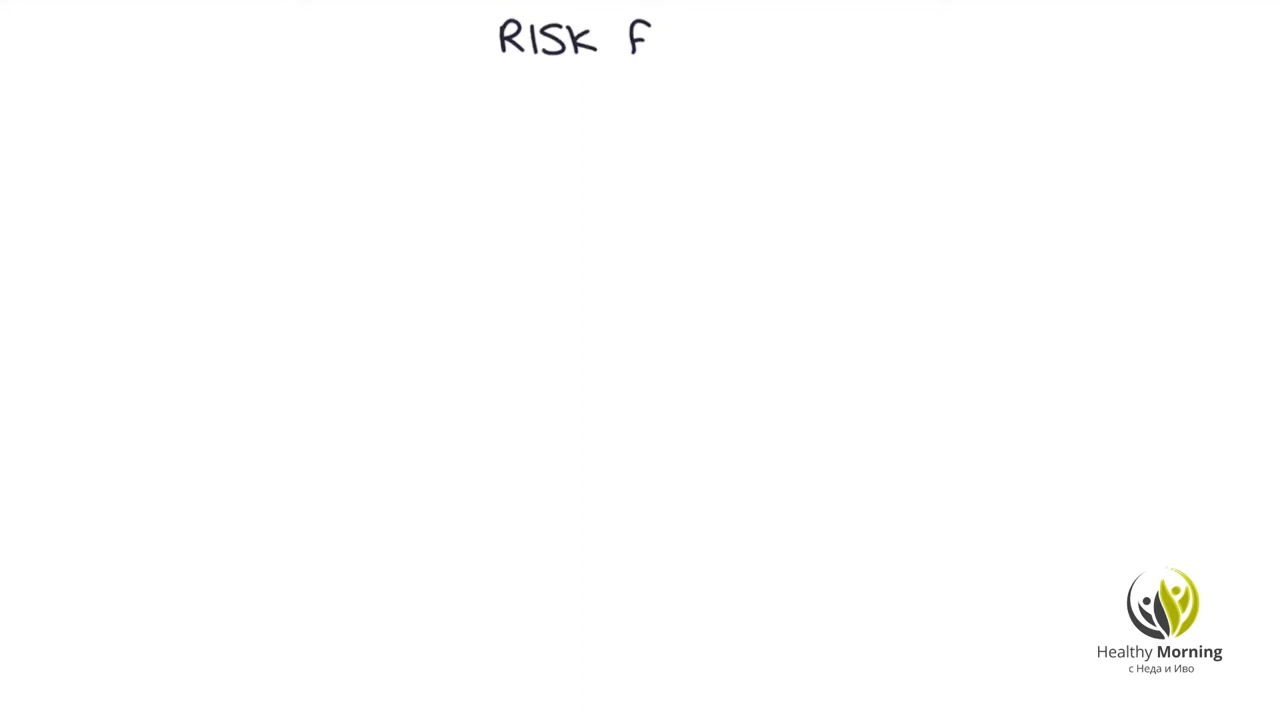 RISK F
Healthy Morning
с Неда и Иво